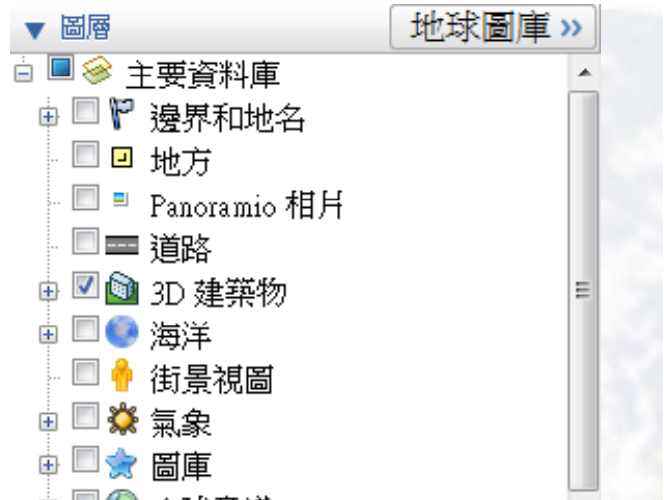 圖層 地球圖庫 »
主要資料庫
邊界和地名
地方
Panoramio 相片
道路
3D 建築物
海洋
街景視圖
氣象
圖庫